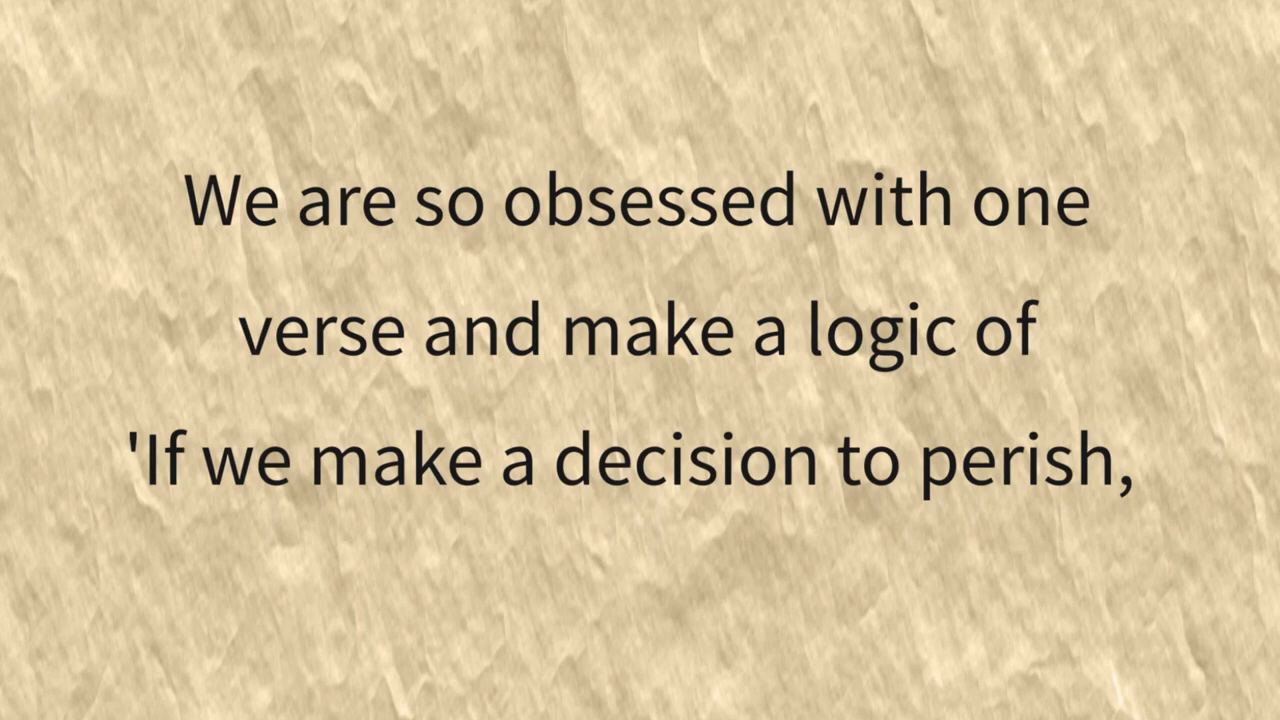 We are so obsessed with one
verse and make a logic of
'If we make a decision to perish,